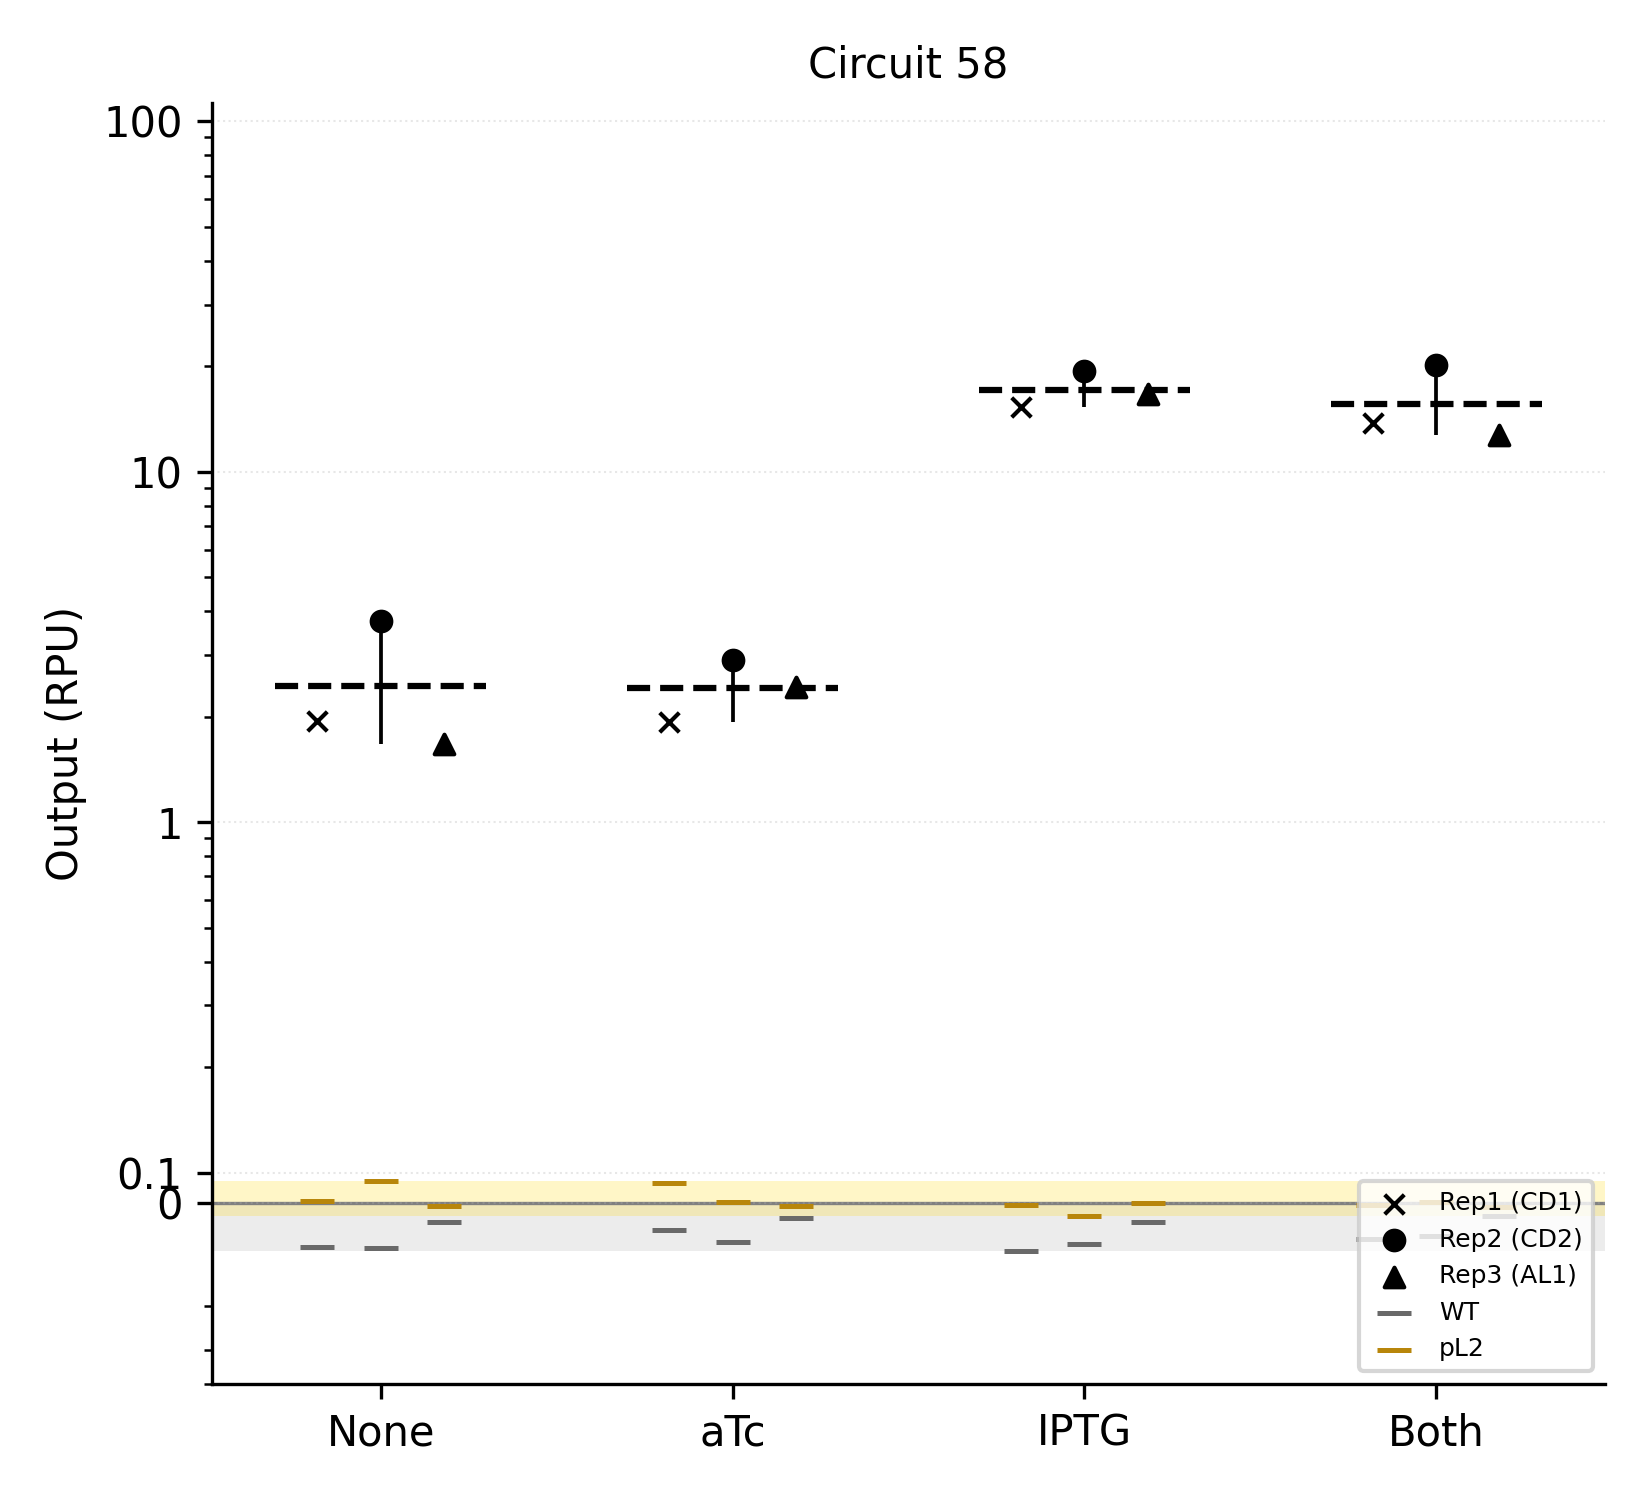 Circuit 58
100
10
1
0.1
0
Output (RPU)
None
aTc
IPTG
Both
Rep1 (CD1)
Rep2 (CD2)
Rep3 (AL1)
WT
pL2